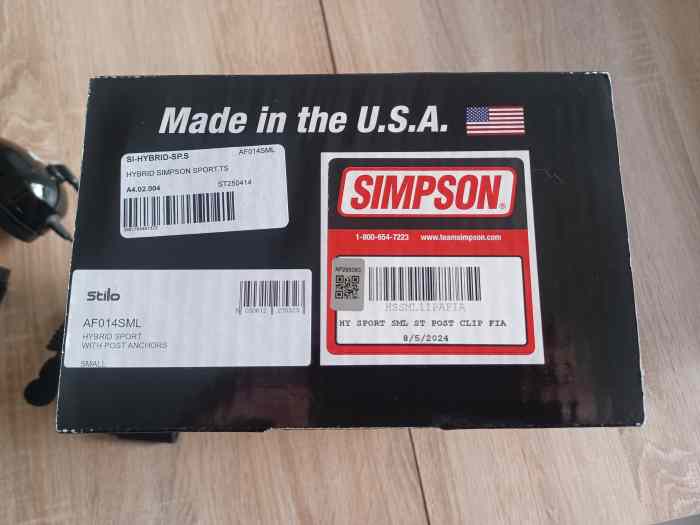 Made in the U.S.A.
SI-HYBRID-SP.S AF014SML
HYBRID SIMPSON SPORT.TS
A4.02.004 ST250414
SIMPSON
1-800-654-7223 www.teamsimpson.com
HSSML11PAFIA
HY SPORT SML ST POST CLIP FIA
8/5/2024
Stilo
AF014SML
HYBRID SPORT
WITH POST ANCHORS
SMALL